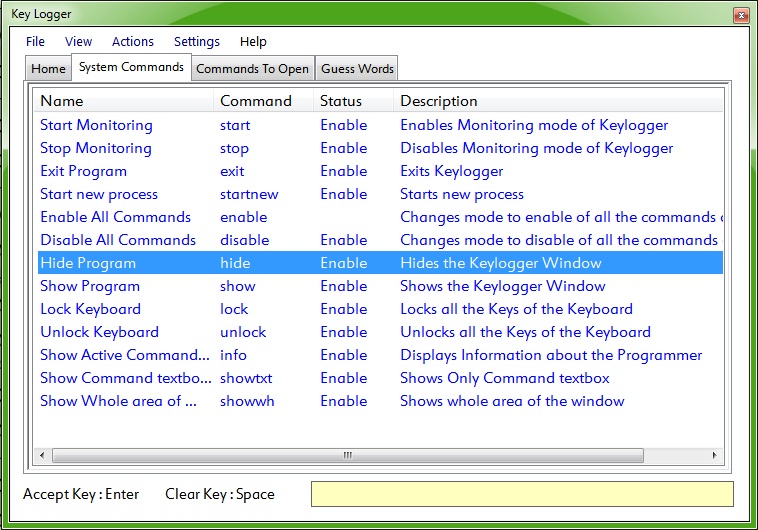 Key Logger
File View Actions Settings Help
Home System Commands Commands To Open Guess Words
Name Command Status Description
Start Monitoring start Enable Enables Monitoring mode of Keylogger
Stop Monitoring stop Enable Disables Monitoring mode of Keylogger
Exit Program exit Enable Exits Keylogger
Start new process startnew Enable Starts new process
Enable All Commands enable Changes mode to enable of all the commands
Disable All Commands disable Enable Changes mode to disable of all the commands
Hide Program hide Enable Hides the Keylogger Window
Show Program show Enable Shows the Keylogger Window
Lock Keyboard lock Enable Locks all the Keys of the Keyboard
Unlock Keyboard unlock Enable Unlocks all the Keys of the Keyboard
Show Active Command... info Enable Displays Information about the Programmer
Show Command textbo... showtxt Enable Shows Only Command textbox
Show Whole area of ... showwh Enable Shows whole area of the window
Accept Key : Enter Clear Key : Space